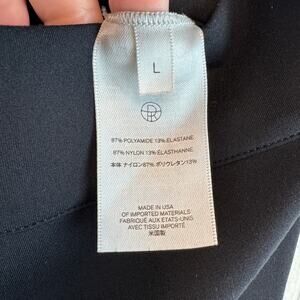 L
87% POLYAMIDE 13% ELASTANE
87% NYLON 13% ELASTHANNE
本体 ナイロン87% ポリウレタン13%
MADE IN USA
OF IMPORTED MATERIALS
FABRIQUÉ AUX ETATS-UNIS
AVEC TISSU IMPORTÉ
米国製